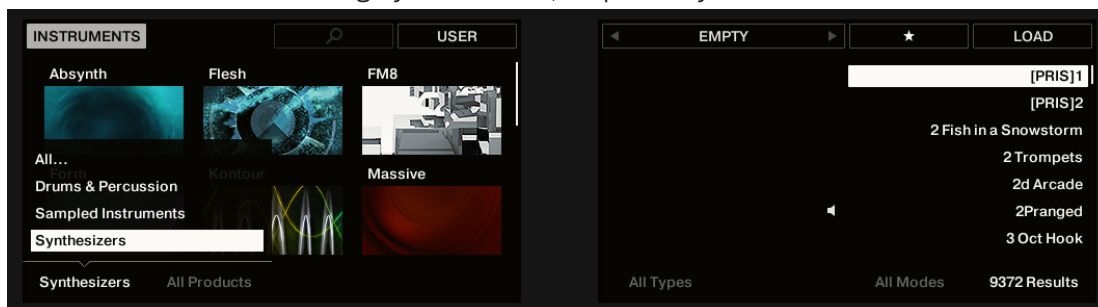 INSTRUMENTS USER
Absynth Flesh FM8
All...
Form Kontour Massive
Drums & Percussion
Sampled Instruments
Synthesizers
Synthesizers All Products
EMPTY ★ LOAD
[PRIS]1
[PRIS]2
2 Fish in a Snowstorm
2 Trompets
2d Arcade
2Pranged
3 Oct Hook
All Types All Modes 9372 Results